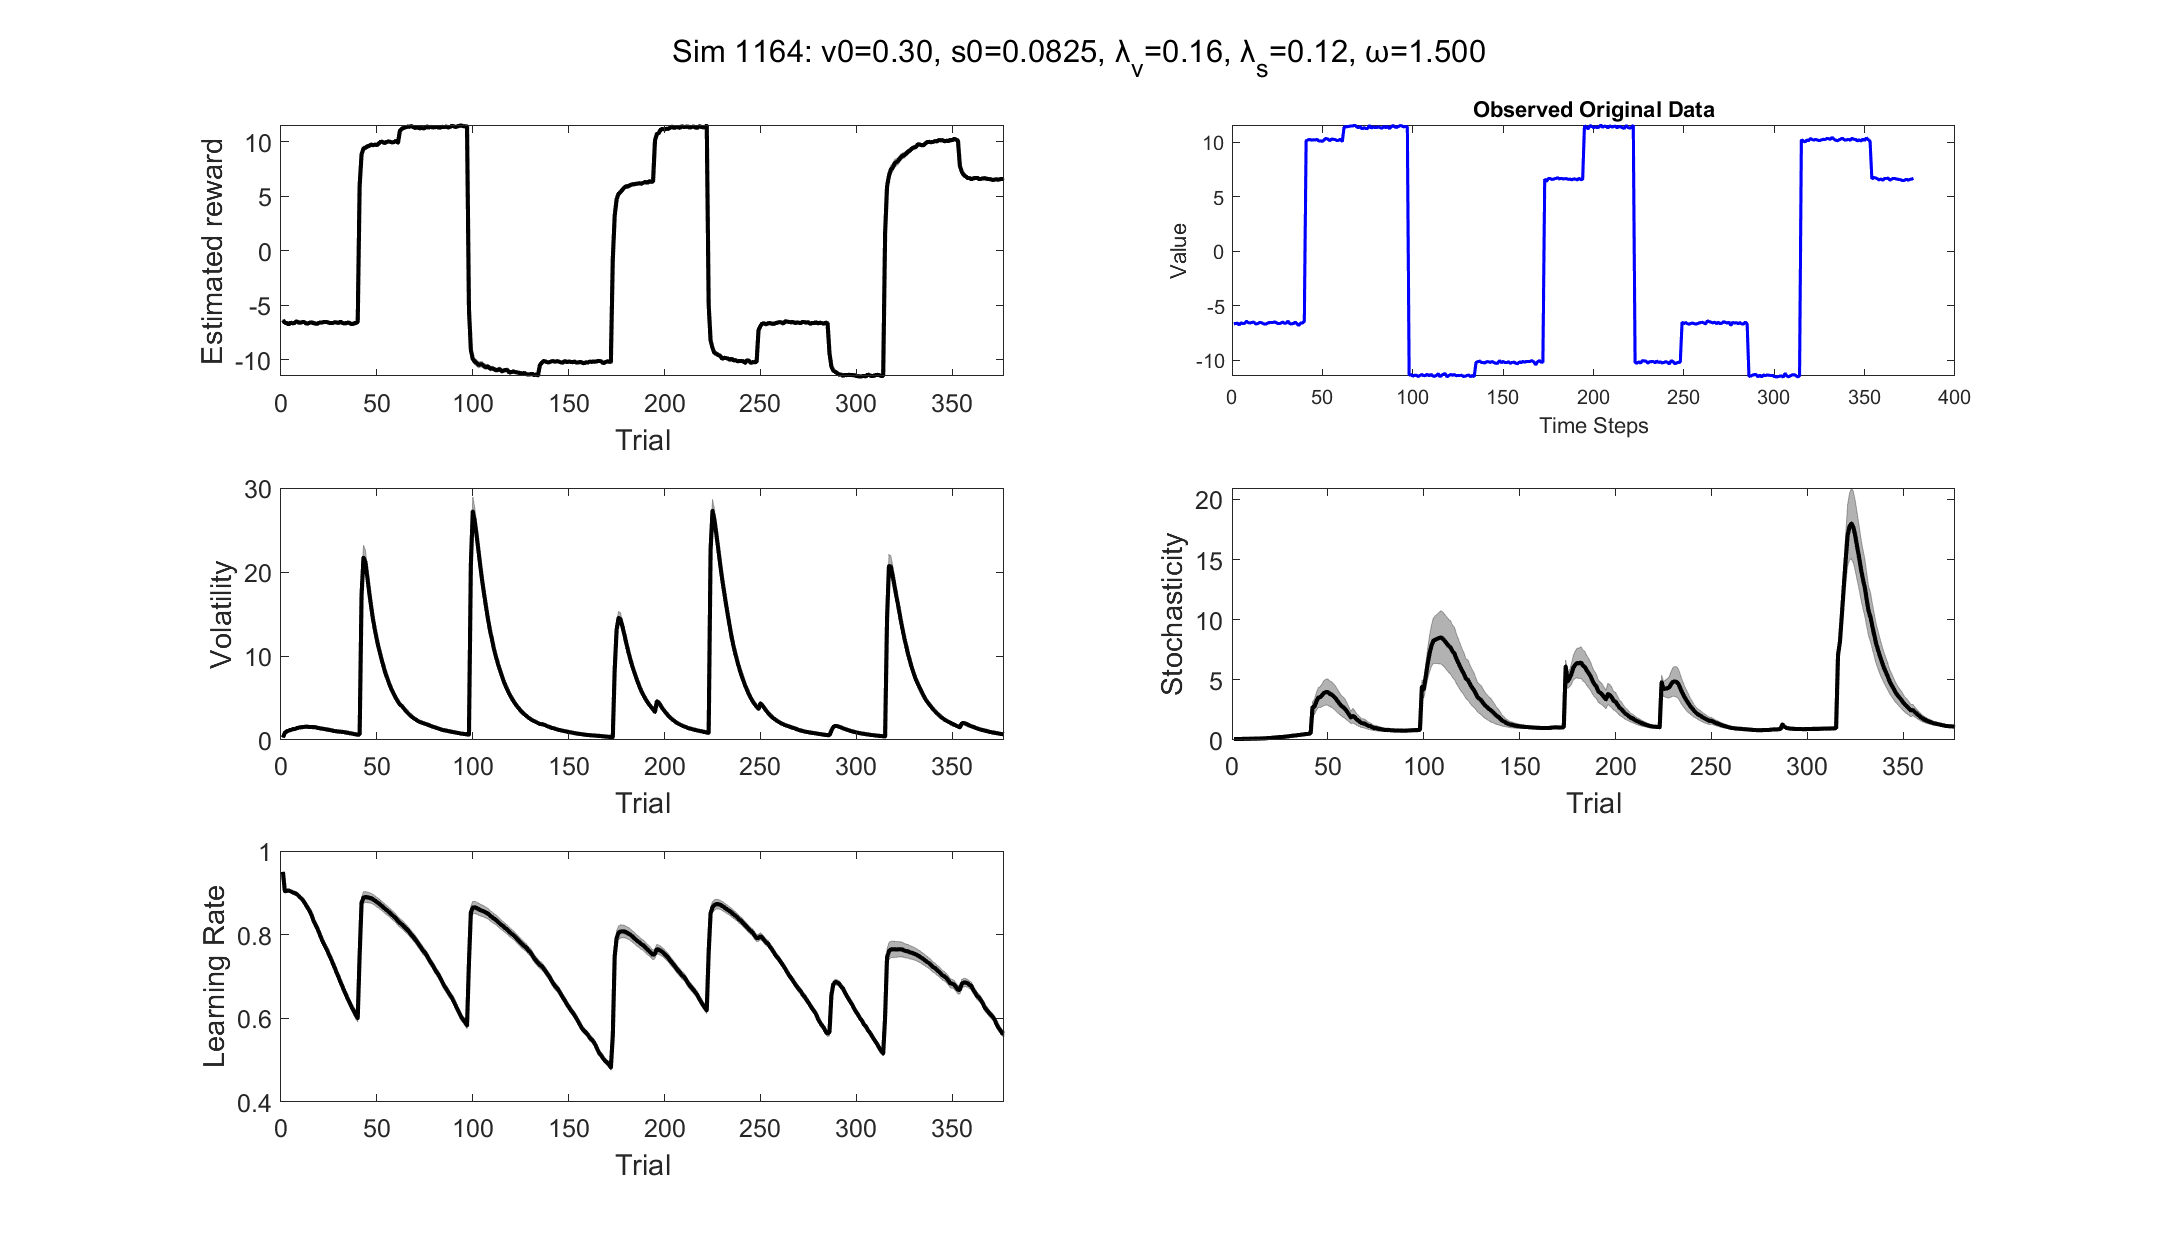 Sim 1164: v0=0.30, s0=0.0825, λ_v=0.16, λ_s=0.12, ω=1.500
Estimated reward
10
5
0
-5
-10
0 50 100 150 200 250 300 350
Trial
Observed Original Data
Value
10
5
0
-5
-10
0 50 100 150 200 250 300 350 400
Time Steps
Volatility
30
20
10
0
0 50 100 150 200 250 300 350
Trial
Stochasticity
20
15
10
5
0
0 50 100 150 200 250 300 350
Trial
Learning Rate
1
0.8
0.6
0.4
0 50 100 150 200 250 300 350
Trial